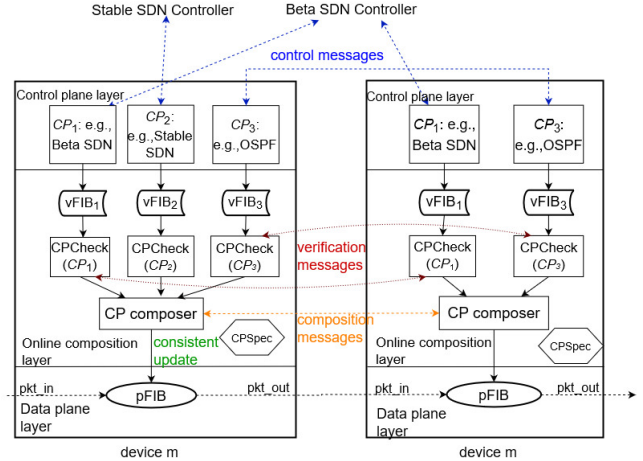 Stable SDN Controller
Beta SDN Controller
control messages
Control plane layer
CP1: e.g.,
Beta SDN
CP2:
e.g.,Stable
SDN
CP3:
e.g.,OSPF
vFIB1
vFIB2
vFIB3
CPCheck
(CP1)
CPCheck
(CP2)
CPCheck
(CP3)
CP composer
CPSpec
Online composition
layer
consistent
update
pkt_in
pFIB
pkt_out
Data plane
layer
device m
verification
messages
composition
messages
Control plane layer
CP1: e.g.,
Beta SDN
CP3:
e.g.,OSPF
vFIB1
vFIB3
CPCheck
(CP1)
CPCheck
(CP3)
CP composer
Online composition
layer
CPSpec
pkt_in
pFIB
pkt_out
Data plane
layer
device m